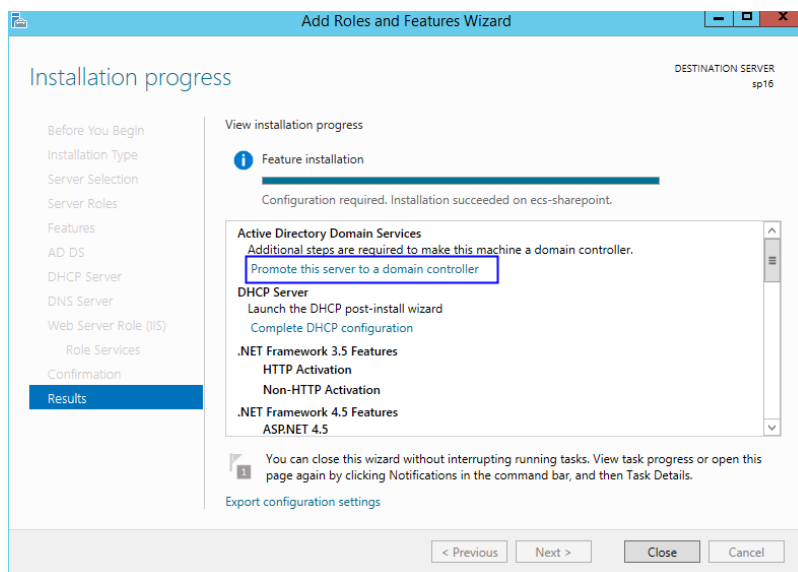 Add Roles and Features Wizard
Installation progress
DESTINATION SERVER
sp16
Before You Begin
Installation Type
Server Selection
Server Roles
Features
AD DS
DHCP Server
DNS Server
Web Server Role (IIS)
Role Services
Confirmation
Results
View installation progress
Feature installation
Configuration required. Installation succeeded on ecs-sharepoint.
Active Directory Domain Services
Additional steps are required to make this machine a domain controller.
Promote this server to a domain controller
DHCP Server
Launch the DHCP post-install wizard
Complete DHCP configuration
.NET Framework 3.5 Features
HTTP Activation
Non-HTTP Activation
.NET Framework 4.5 Features
ASP.NET 4.5
1
You can close this wizard without interrupting running tasks. View task progress or open this
page again by clicking Notifications in the command bar, and then Task Details.
Export configuration settings
< Previous
Next >
Close
Cancel